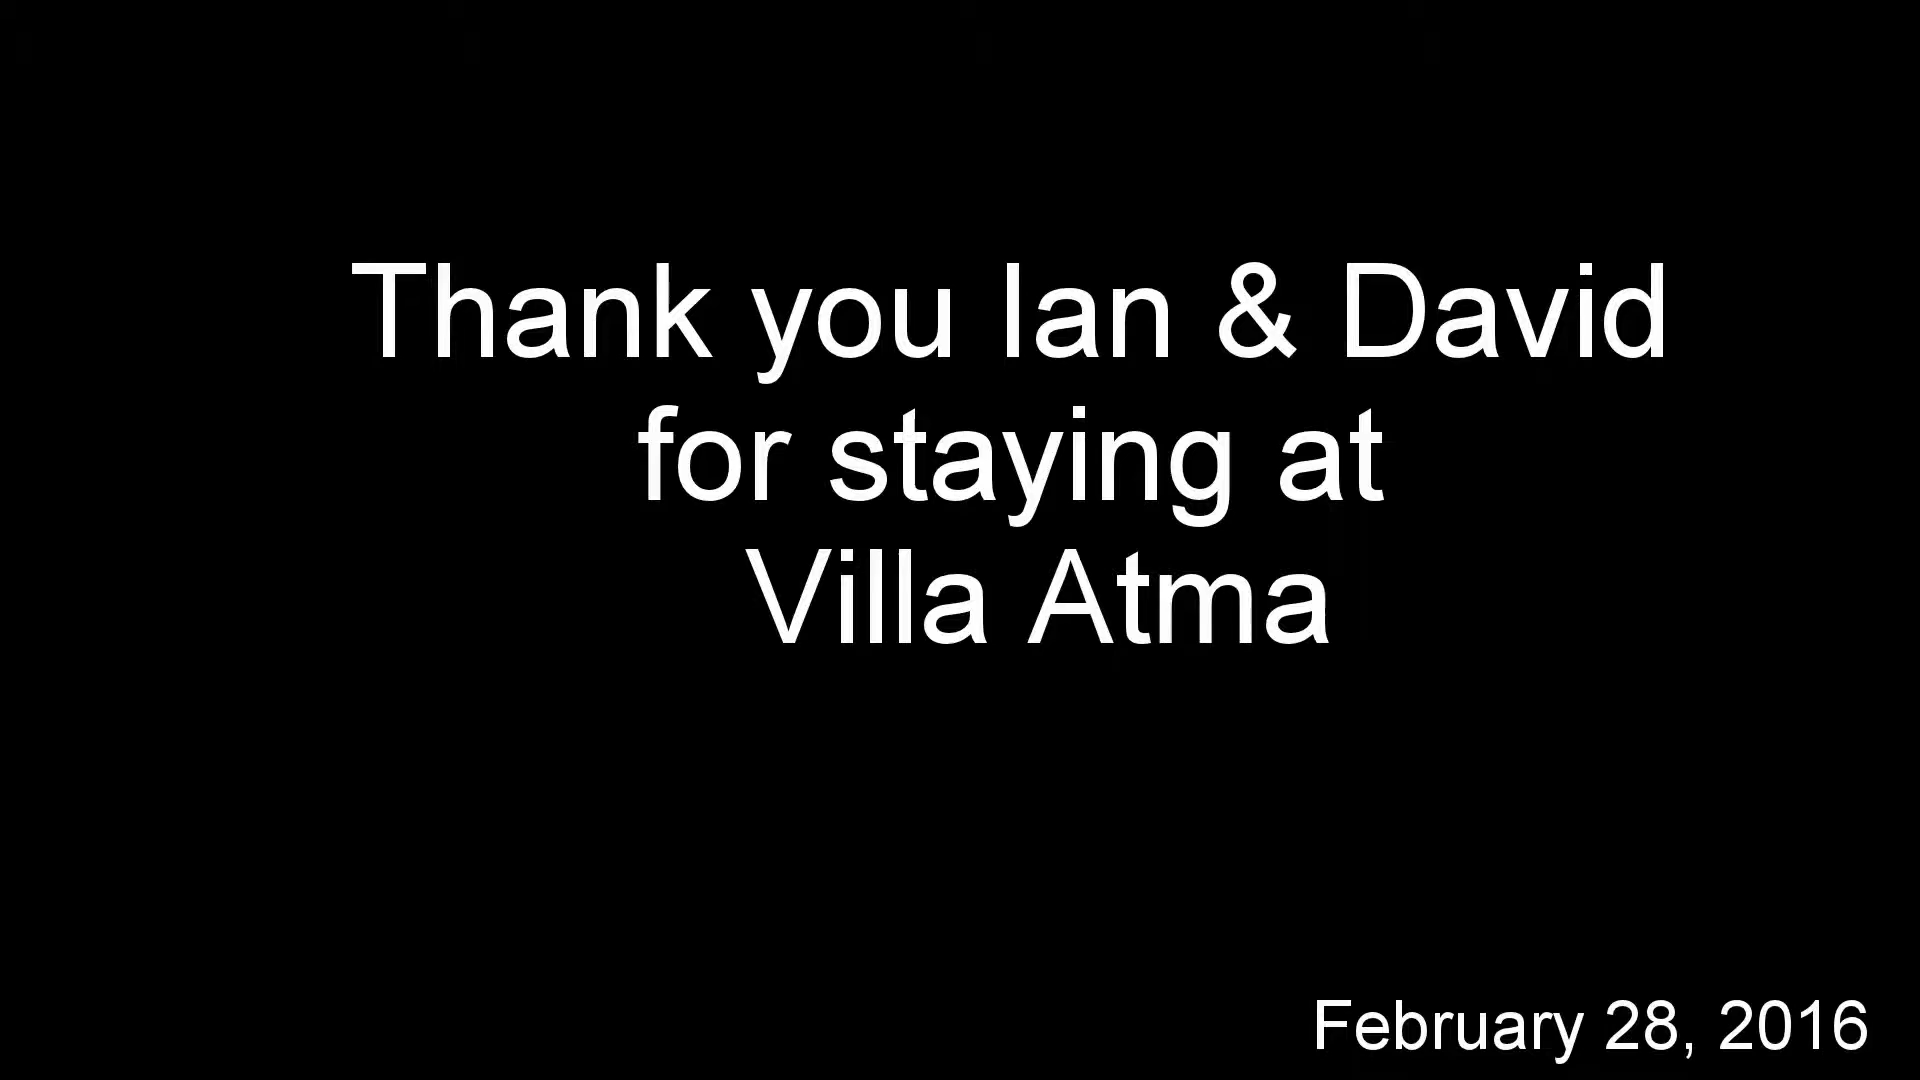 Thank you Ian & David
for staying at
Villa Atma
February 28, 2016